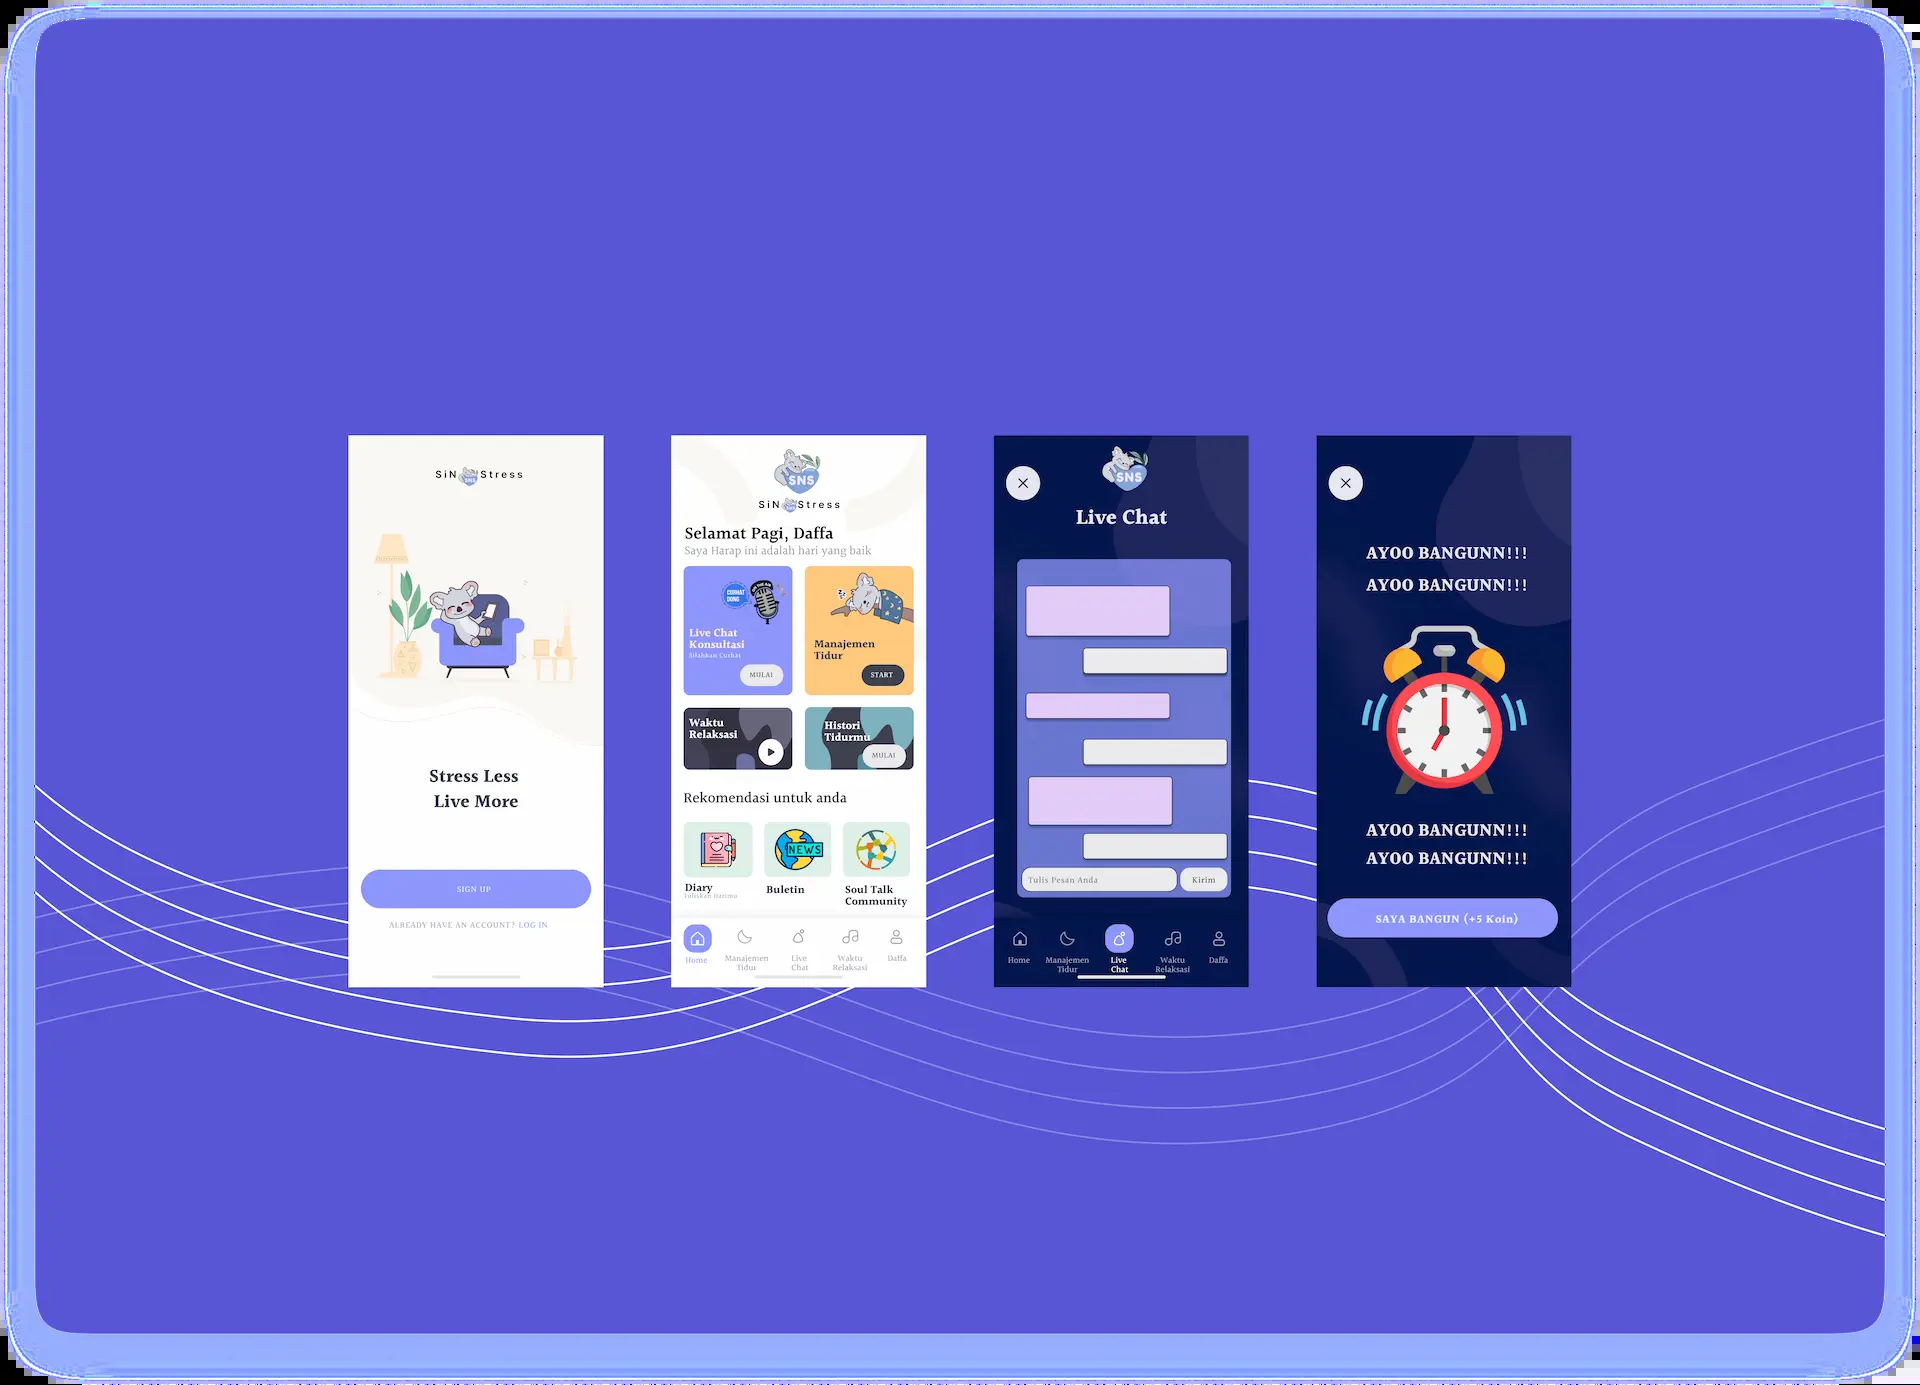 SiN SNS Stress
Stress Less
Live More
SIGN UP
ALREADY HAVE AN ACCOUNT? LOG IN
SNS
SiN Stress
Selamat Pagi, Daffa
Saya Harap ini adalah hari yang baik
CURHAT
DONG
ON THE AIR
Live Chat
Konsultasi
Silahkan Curhat
MULAI
Manajemen
Tidur
START
Waktu
Relaksasi
Histori
Tidurmu
MULAI
Rekomendasi untuk anda
NEWS
Diary
Tuliskan Harimu
Buletin
Soul Talk
Community
Home
Manajemen
Tidur
Live
Chat
Waktu
Relaksasi
Daffa
SNS
Live Chat
Tulis Pesan Anda
Kirim
Home
Manajemen
Tidur
Live
Chat
Waktu
Relaksasi
Daffa
AYOO BANGUNN!!!
AYOO BANGUNN!!!
AYOO BANGUNN!!!
AYOO BANGUNN!!!
SAYA BANGUN (+5 Koin)